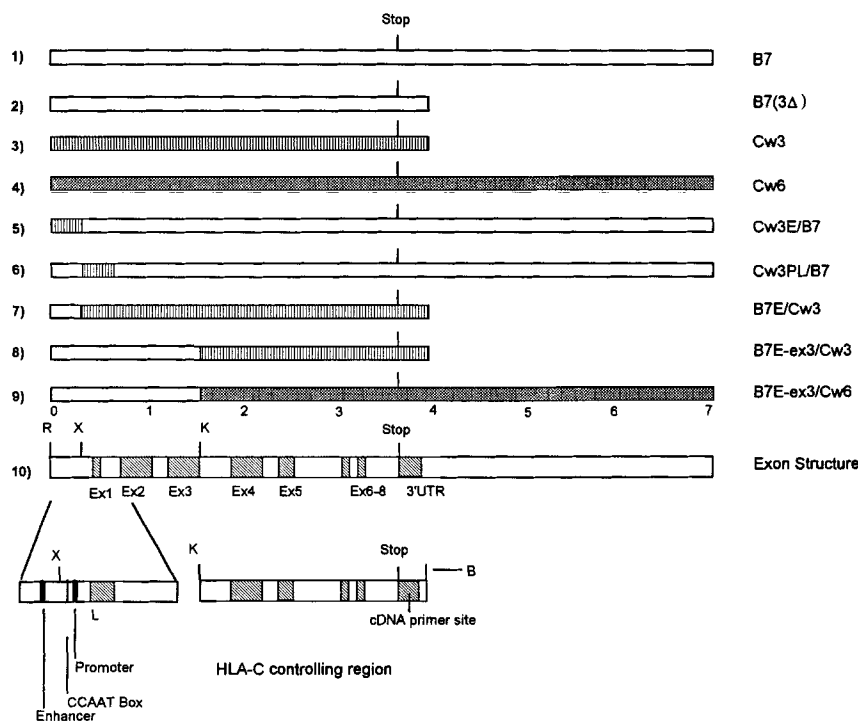 Stop
1) B7
2) B7(3Δ)
3) Cw3
4) Cw6
5) Cw3E/B7
6) Cw3PL/B7
7) B7E/Cw3
8) B7E-ex3/Cw3
9) B7E-ex3/Cw6
0 1 2 3 4 7
R X K Stop
10) Exon Structure
Ex1 Ex2 Ex3 Ex4 Ex5 Ex6-8 3'UTR
X K Stop
B
L
cDNA primer site
Promoter
HLA-C controlling region
CCAAT Box
Enhancer